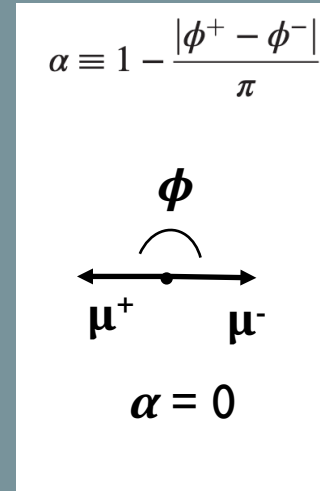 α ≡ 1 − |ϕ⁺ − ϕ⁻| / π
ϕ
μ⁺ μ⁻
α = 0